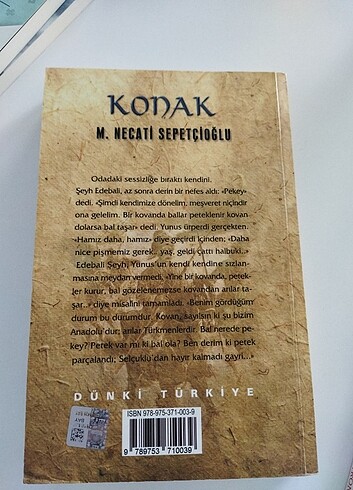 KONAK
M. NECATİ SEPETÇİOĞLU
Odadaki sessizliğe bıraktı kendini.
Şeyh Edebali, az sonra derin bir nefes aldı: «Pekey»
dedi. «Şimdi kendimize dönelim, meşveret niçindir
ona gelelim. Bir kovanda ballar peteklenir kovan
dolarsa bal taşar» dedi. Yunus ürperdi gerçekten.
«Hamız daha, hamız» diye geçirdi içinden; «Daha
nice pişmemiz gerek.. yaş, geldi çattı halbuki..»
Edebali Şeyh, Yunus'un kendi kendine sızlan-
masına meydan vermedi, «Yine bir kovanda, petek-
ler kurur, bal gözelenemezse kovandan arılar ta-
şar...» diye misalini tamamladı. «Benim gördüğüm
durum bu durumdur. Kovan, sayılsın ki şu bizim
Anadolu'dur; arılar Türkmenlerdir. Bal nerede pe-
key? Petek var mı ki bal ola? Ben derim ki petek
parçalandı; Selçuklu'dan hayır kalmadı gayri...»
DÜNKİ TÜRKİYE
ISBN 978-975-371-003-9
9 789753 710039